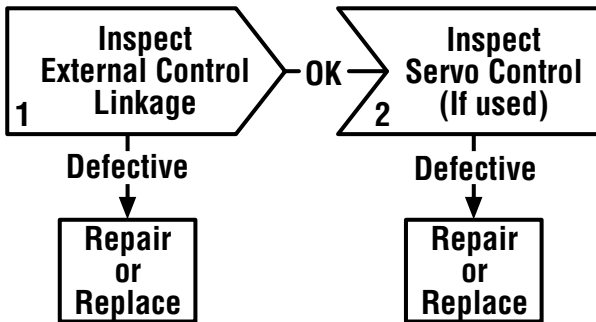 Inspect
External Control
Linkage
1
OK
Inspect
Servo Control
(If used)
2
Defective
Defective
Repair
or
Replace
Repair
or
Replace